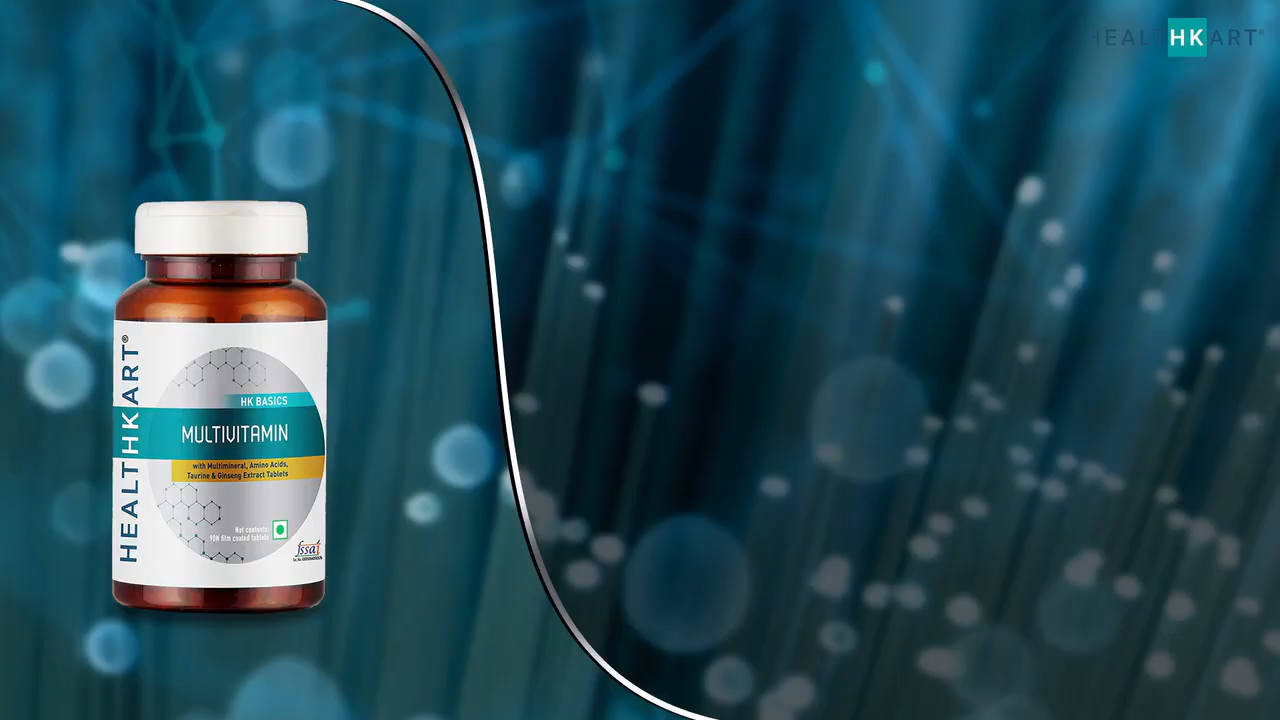 HEALTHKART®
HEALTHKART®
HK BASICS
MULTIVITAMIN
with Multimineral, Amino Acids,
Taurine & Ginseng Extract Tablets
Net contents:
90N film coated tablets
fssai